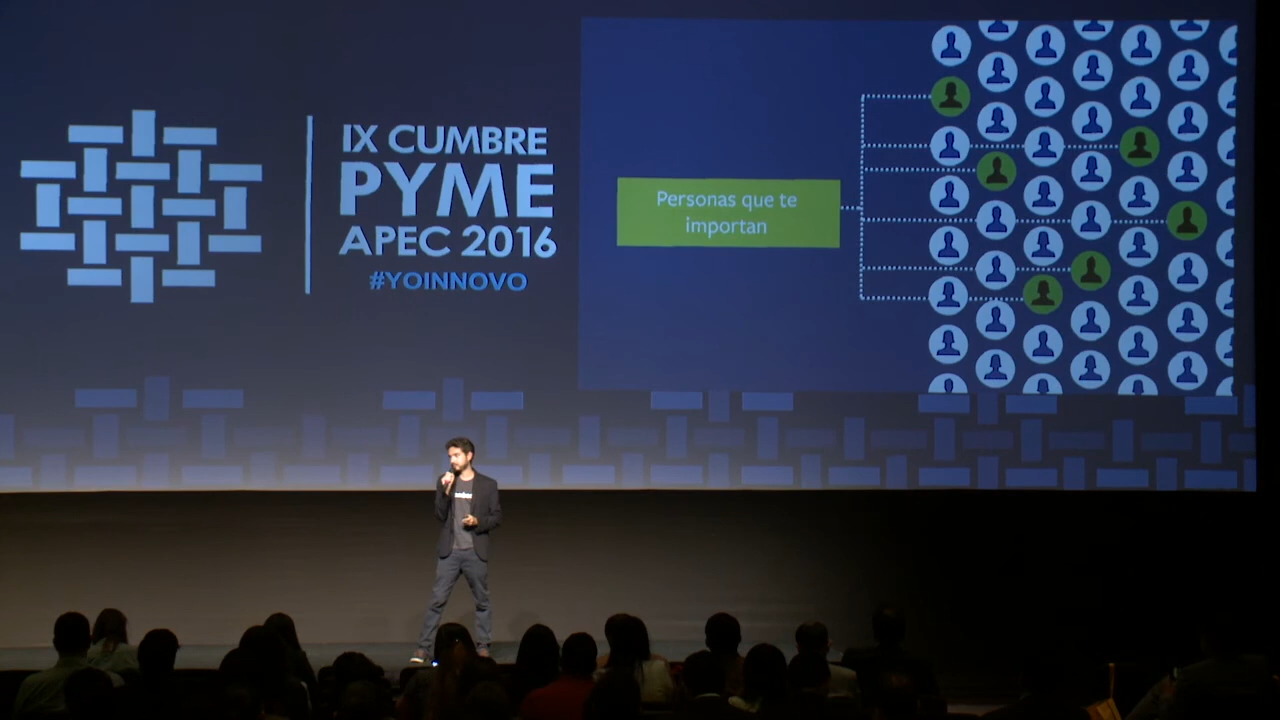 IX CUMBRE
PYME
APEC 2016
#YOINNOVO
Personas que te
importan